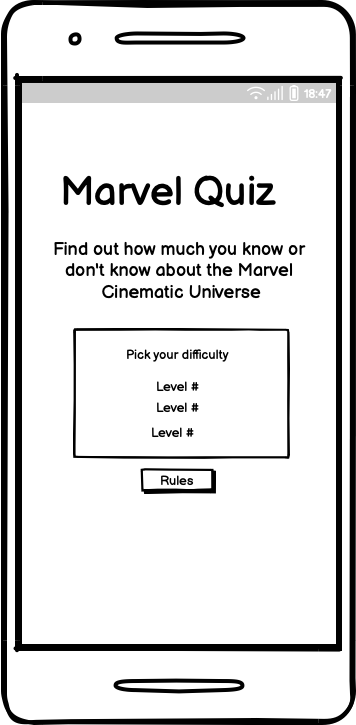 18:47
Marvel Quiz
Find out how much you know or
don't know about the Marvel
Cinematic Universe
Pick your difficulty
Level #
Level #
Level #
Rules